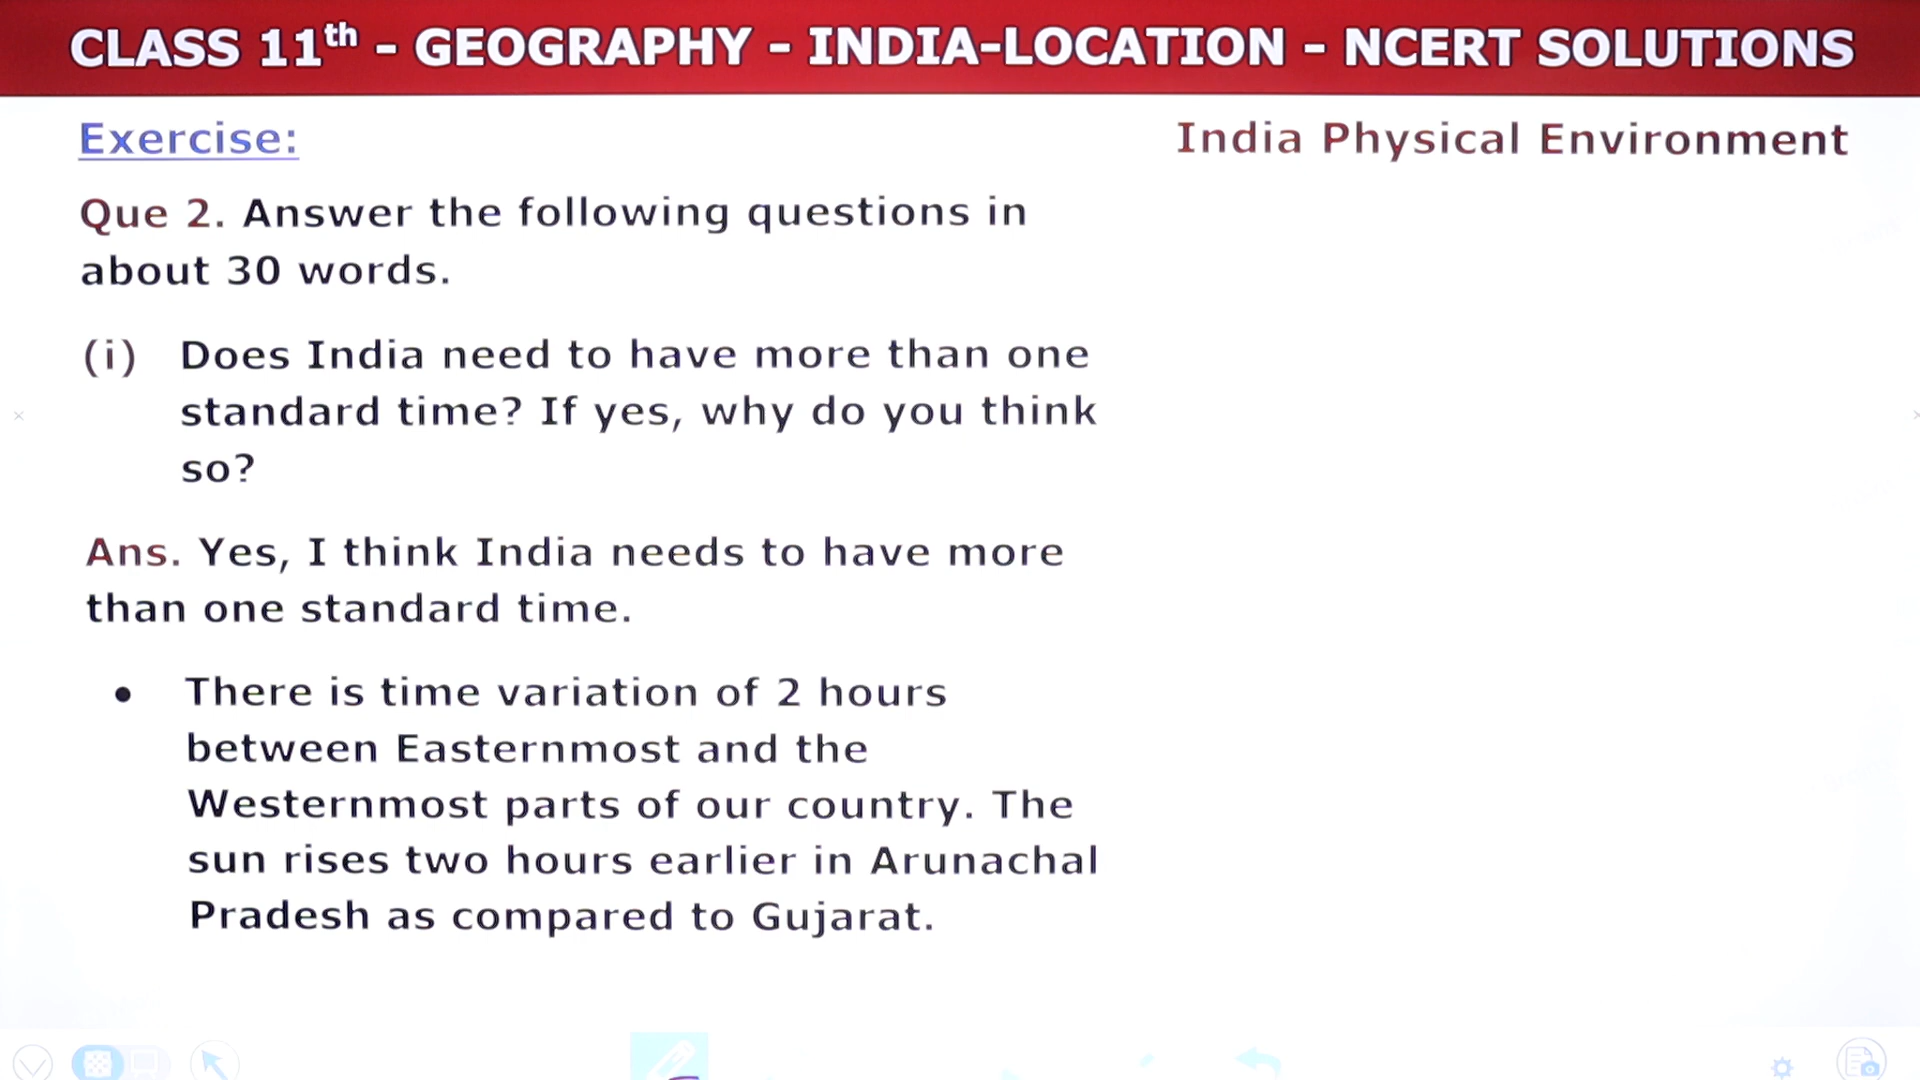 CLASS 11th - GEOGRAPHY - INDIA-LOCATION - NCERT SOLUTIONS
Exercise:
India Physical Environment
Que 2. Answer the following questions in
about 30 words.
(i) Does India need to have more than one
standard time? If yes, why do you think
so?
Ans. Yes, I think India needs to have more
than one standard time.
• There is time variation of 2 hours
between Easternmost and the
Westernmost parts of our country. The
sun rises two hours earlier in Arunachal
Pradesh as compared to Gujarat.